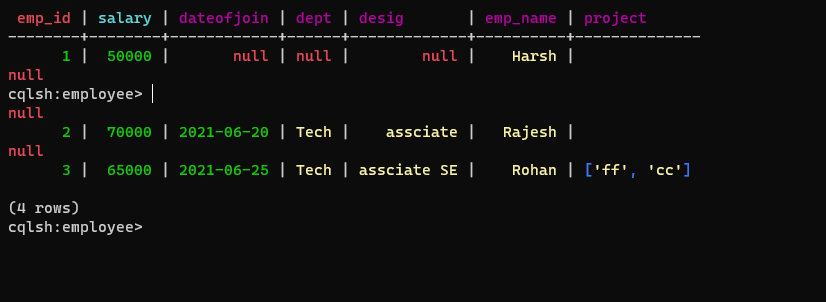 emp_id | salary | dateofjoin | dept | desig       | emp_name | project
--------+--------+------------+------+-------------+----------+--------------
      1 |  50000 |       null | null |        null |    Harsh |
null
cqlsh:employee>
null
      2 |  70000 | 2021-06-20 | Tech |    assciate |   Rajesh |
null
      3 |  65000 | 2021-06-25 | Tech | assciate SE |    Rohan | ['ff', 'cc']

(4 rows)
cqlsh:employee>